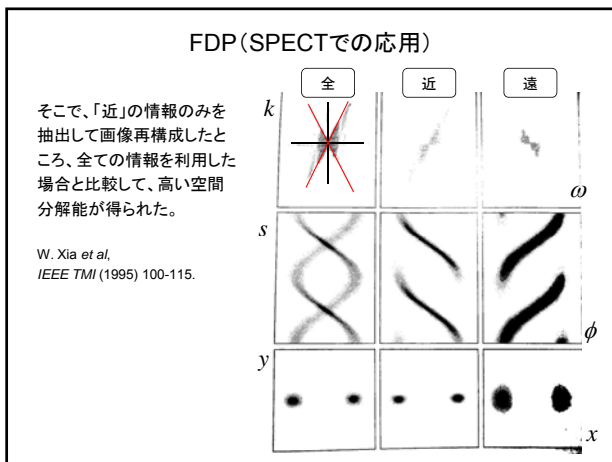 FDP(SPECTでの応用)
全
近
遠
そこで、「近」の情報のみを
抽出して画像再構成したと
ころ、全ての情報を利用した
場合と比較して、高い空間
分解能が得られた。
W. Xia et al,
IEEE TMI (1995) 100-115.
k
ω
s
ϕ
y
x